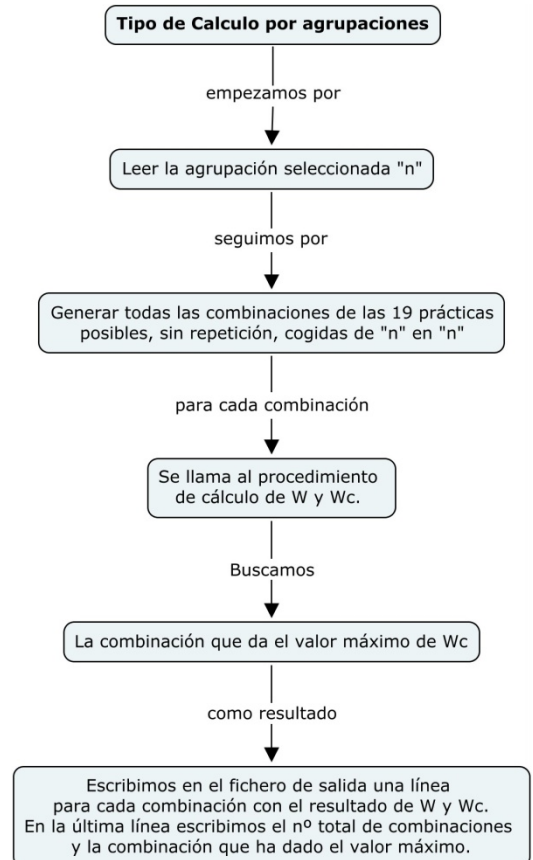 Tipo de Calculo por agrupaciones
empezamos por
Leer la agrupación seleccionada "n"
seguimos por
Generar todas las combinaciones de las 19 prácticas
posibles, sin repetición, cogidas de "n" en "n"
para cada combinación
Se llama al procedimiento
de cálculo de W y Wc.
Buscamos
La combinación que da el valor máximo de Wc
como resultado
Escribimos en el fichero de salida una línea
para cada combinación con el resultado de W y Wc.
En la última línea escribimos el nº total de combinaciones
y la combinación que ha dado el valor máximo.